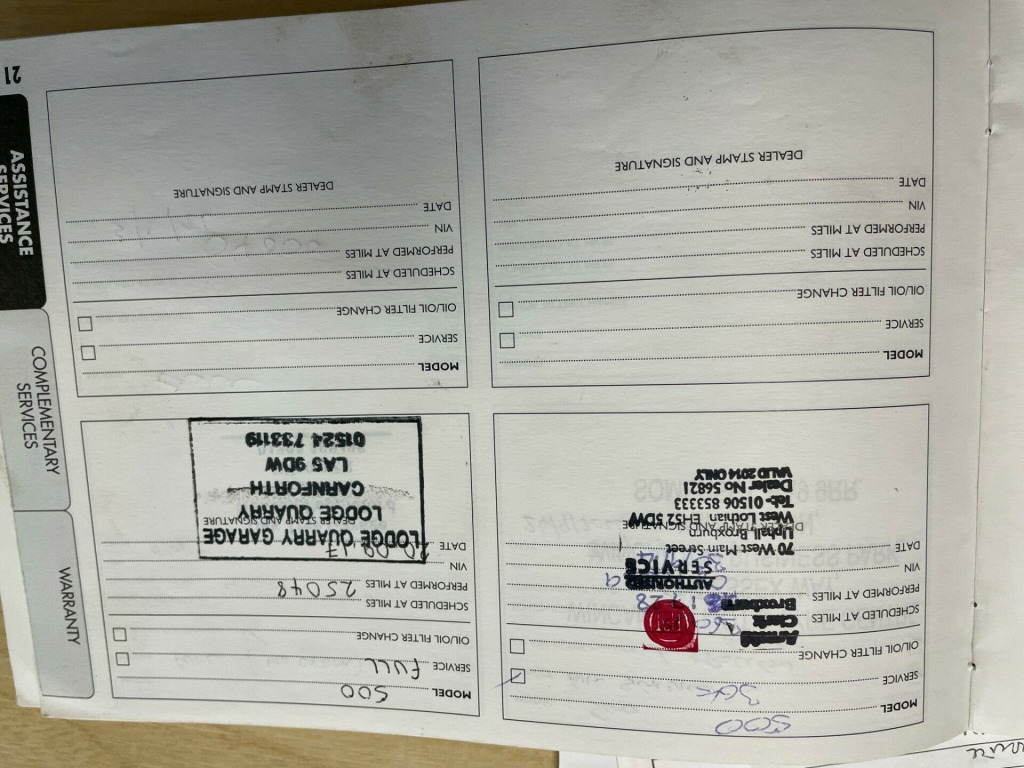 MODEL 500
SERVICE
OIL/OIL FILTER CHANGE
SCHEDULED AT MILES
PERFORMED AT MILES
VIN
DATE
DEALER STAMP AND SIGNATURE
Arnold
Clark
Broxburn
AUTHORISED
SERVICE
70 West Main Street
Uphall, Broxburn
West Lothian EH52 5DW
Tel:- 01506 853333
Dealer No 56821
VALID 2014 ONLY
MODEL 500
SERVICE FULL
OIL/OIL FILTER CHANGE
SCHEDULED AT MILES
PERFORMED AT MILES 25048
VIN
DATE 20.09.17
DEALER STAMP AND SIGNATURE
LODGE QUARRY GARAGE
LODGE QUARRY
CARNFORTH
LA5 9DW
01524 733119
MODEL
SERVICE
OIL/OIL FILTER CHANGE
SCHEDULED AT MILES
PERFORMED AT MILES
VIN
DATE
DEALER STAMP AND SIGNATURE
MODEL
SERVICE
OIL/OIL FILTER CHANGE
SCHEDULED AT MILES
PERFORMED AT MILES
VIN
DATE
DEALER STAMP AND SIGNATURE
WARRANTY
COMPLEMENTARY
SERVICES
ASSISTANCE
SERVICES
21